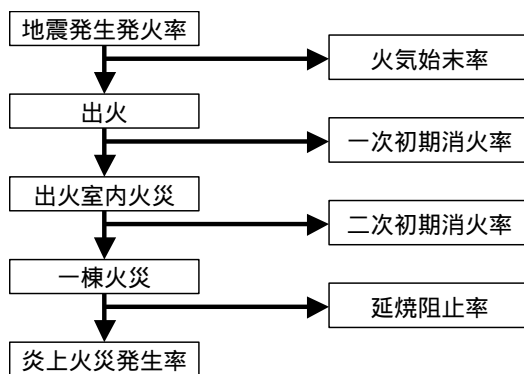 地震発生発火率
火気始末率
出火
一次初期消火率
出火室内火災
二次初期消火率
一棟火災
延焼阻止率
炎上火災発生率